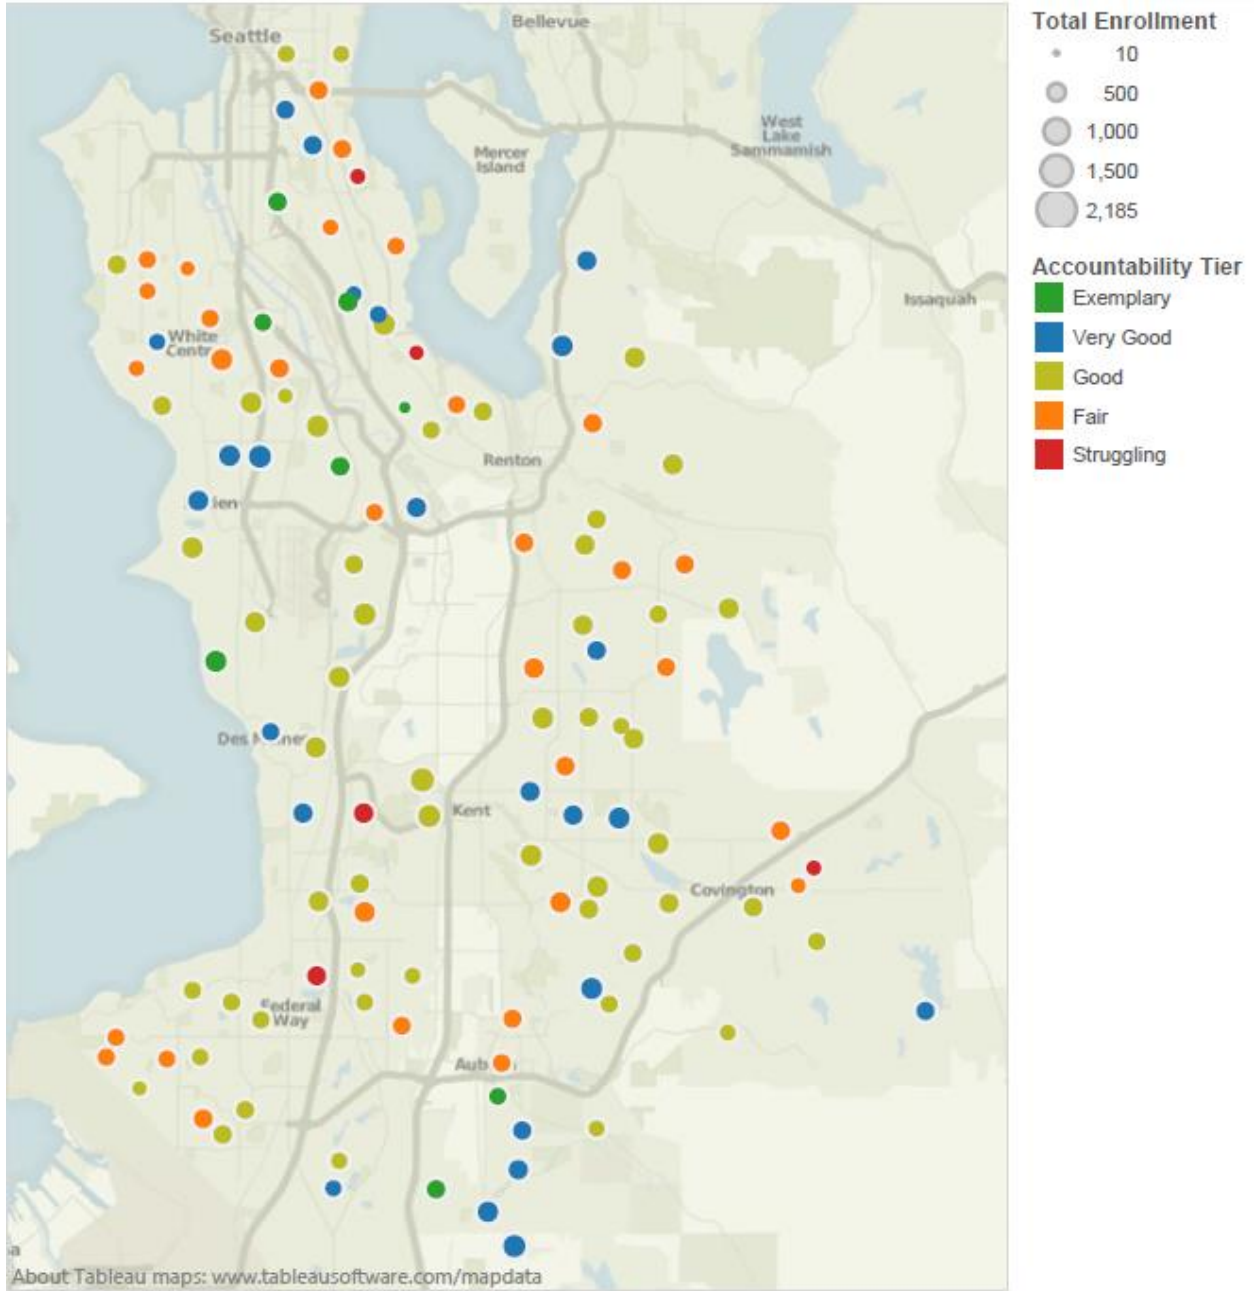 Seattle
Bellevue
West
Lake
Sammamish
Mercer
Island
Issaquah
White
Centr
Renton
ien
Des M
Kent
Covington
Federal
Way
Aub
a
About Tableau maps: www.tableausoftware.com/mapdata
Total Enrollment
10
500
1,000
1,500
2,185
Accountability Tier
Exemplary
Very Good
Good
Fair
Struggling